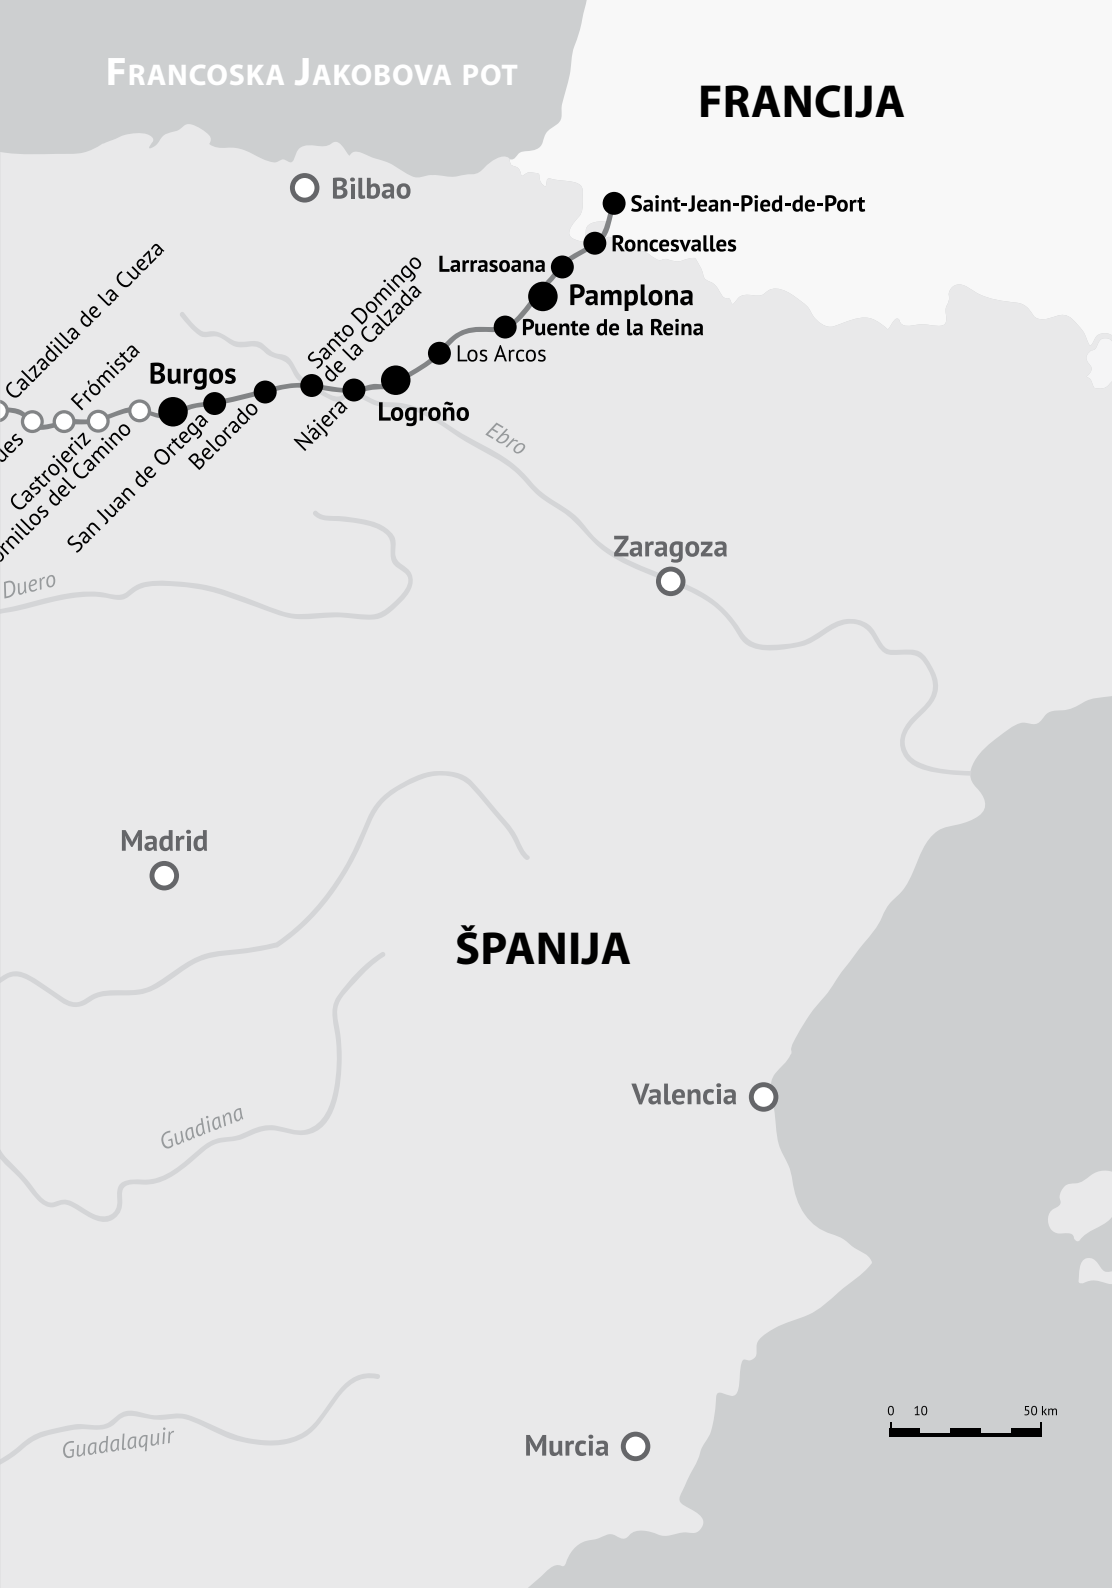 FRANCOSKA JAKOBOVA POT
FRANCIJA
Bilbao
Saint-Jean-Pied-de-Port
Roncesvalles
Larrasoana
Pamplona
Puente de la Reina
Los Arcos
Logroño
Santo Domingo
de la Calzada
Nájera
Burgos
Belorado
San Juan de Ortega
Calzadilla de la Cueza
Frómista
Castrojeriz
del Camino
Ebro
Duero
Zaragoza
Madrid
ŠPANIJA
Valencia
Guadiana
0 10 50 km
Guadalaquir
Murcia